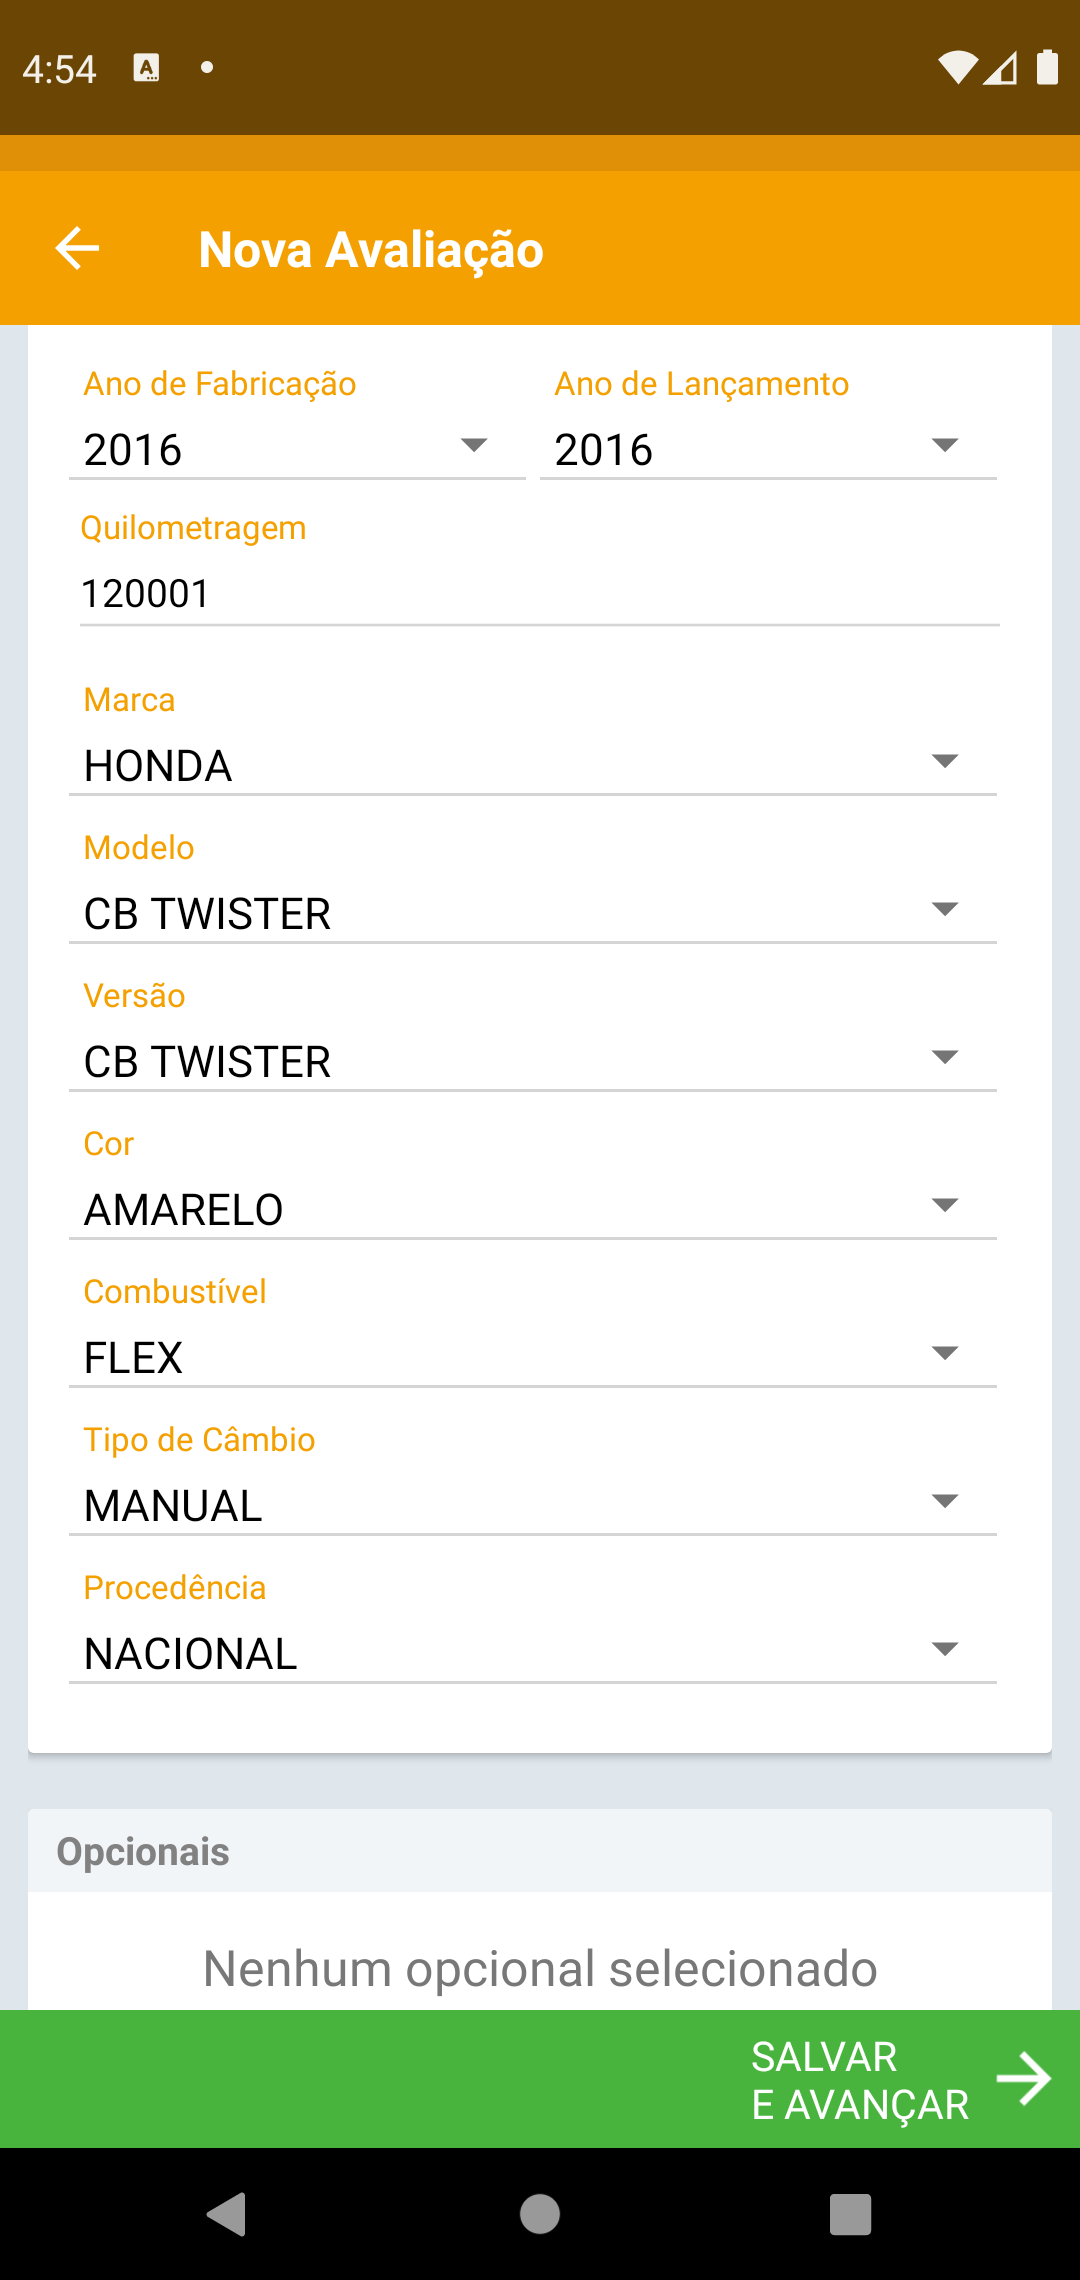 4:54
Nova Avaliação
Ano de Fabricação
Ano de Lançamento
2016
2016
Quilometragem
120001
Marca
HONDA
Modelo
CB TWISTER
Versão
CB TWISTER
Cor
AMARELO
Combustível
FLEX
Tipo de Câmbio
MANUAL
Procedência
NACIONAL
Opcionais
Nenhum opcional selecionado
SALVAR
E AVANÇAR